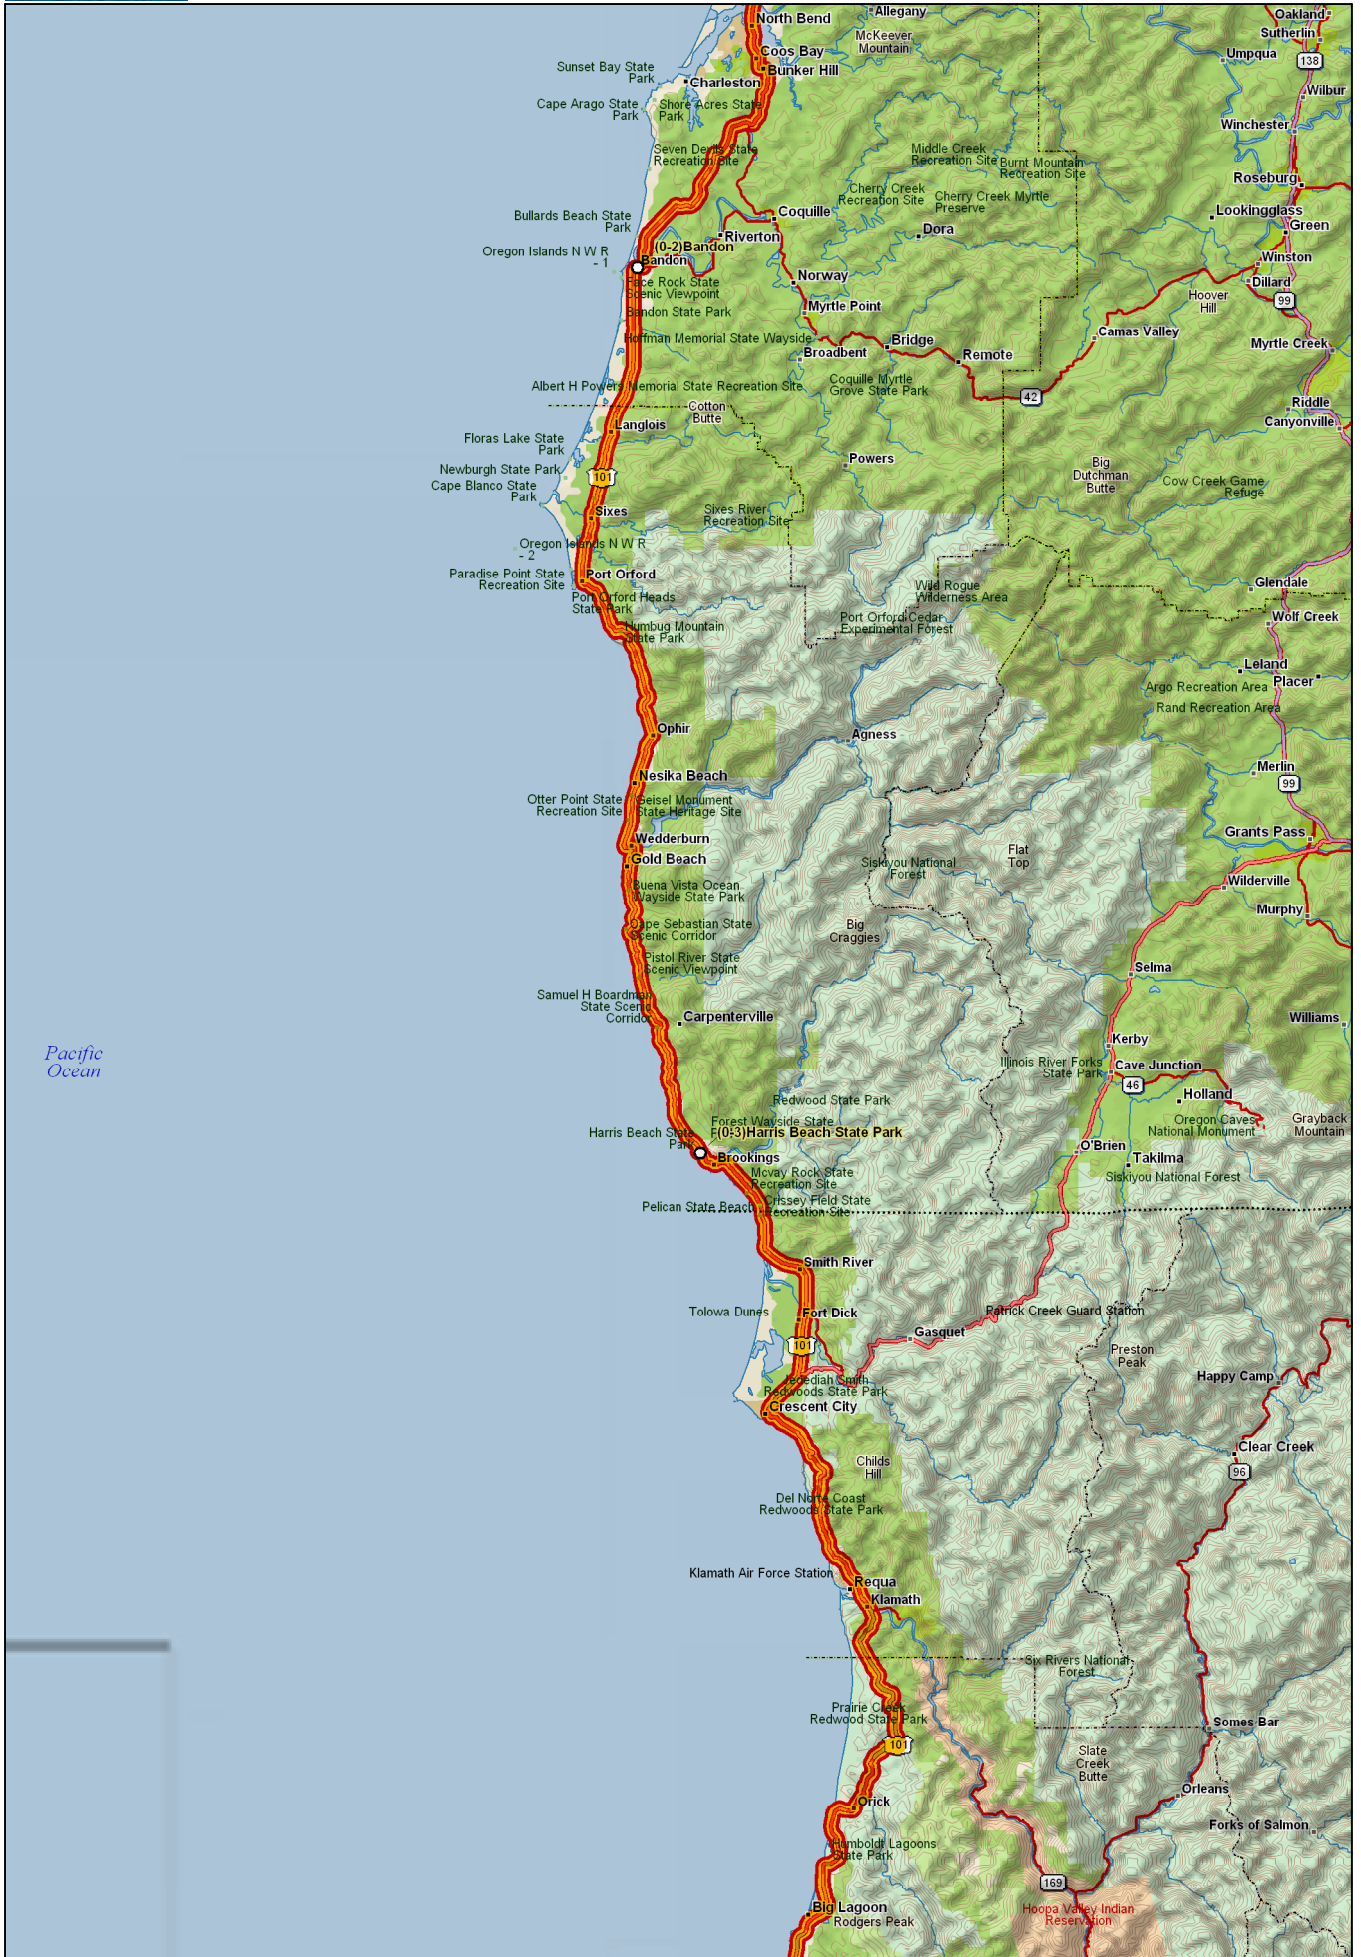 North Bend
Allegany
Oakland
McKeever
Mountain
Sutherlin
Coos Bay
Umpqua
138
Sunset Bay State
Park
Bunker Hill
Charleston
Wilbur
Cape Arago State
Park
Shore Acres State
Park
Winchester
Seven Devils State
Recreation Site
Middle Creek
Recreation Site
Burnt Mountain
Recreation Site
Roseburg
Cherry Creek
Recreation Site
Cherry Creek Myrtle
Preserve
Bullards Beach State
Park
Coquille
Lookingglass
Green
Riverton
Dora
(0-2)Bandon
Oregon Islands N W R
- 1
Bandon
Winston
Face Rock State
Scenic Viewpoint
Norway
Dillard
Hoover
Hill
99
Bandon State Park
Myrtle Point
Hoffman Memorial State Wayside
Camas Valley
Bridge
Myrtle Creek
Broadbent
Remote
Albert H Powers Memorial State Recreation Site
Coquille Myrtle
Grove State Park
42
Cotton
Butte
Riddle
Langlois
Canyonville
Floras Lake State
Park
Powers
Newburgh State Park
101
Big
Dutchman
Butte
Cape Blanco State
Park
Cow Creek Game
Refuge
Sixes
Sixes River
Recreation Site
Oregon Islands N W R
- 2
Paradise Point State
Recreation Site
Port Orford
Wild Rogue
Wilderness Area
Glendale
Port Orford Heads
State Park
Port Orford Cedar
Experimental Forest
Wolf Creek
Humbug Mountain
State Park
Leland
Placer
Argo Recreation Area
Rand Recreation Area
Ophir
Agness
Nesika Beach
Merlin
99
Otter Point State
Recreation Site
Geisel Monument
State Heritage Site
Wedderburn
Grants Pass
Gold Beach
Flat
Top
Siskiyou National
Forest
Buena Vista Ocean
Wayside State Park
Wilderville
Murphy
Cape Sebastian State
Scenic Corridor
Big
Craggies
Pistol River State
Scenic Viewpoint
Selma
Samuel H Boardman
State Scenic
Corridor
Carpenterville
Williams
Pacific
Ocean
Kerby
Illinois River Forks
State Park
Cave Junction
46
Redwood State Park
Holland
Forest Wayside State
Oregon Caves
National Monument
Grayback
Mountain
Harris Beach State
Park
(0-3)Harris Beach State Park
O'Brien
Brookings
Takilma
Mcvay Rock State
Recreation Site
Siskiyou National Forest
Pelican State Beach
Crissey Field State
Recreation Site
Smith River
Tolowa Dunes
Fort Dick
Patrick Creek Guard Station
101
Gasquet
Preston
Peak
Jedediah Smith
Redwoods State Park
Happy Camp
Crescent City
Clear Creek
Childs
Hill
96
Del Norte Coast
Redwoods State Park
Klamath Air Force Station
Requa
Klamath
Six Rivers National
Forest
Prairie Creek
Redwood State Park
Somes Bar
101
Slate
Creek
Butte
Orleans
Orick
Forks of Salmon
Humboldt Lagoons
State Park
169
Big Lagoon
Rodgers Peak
Hoopa Valley Indian
Reservation